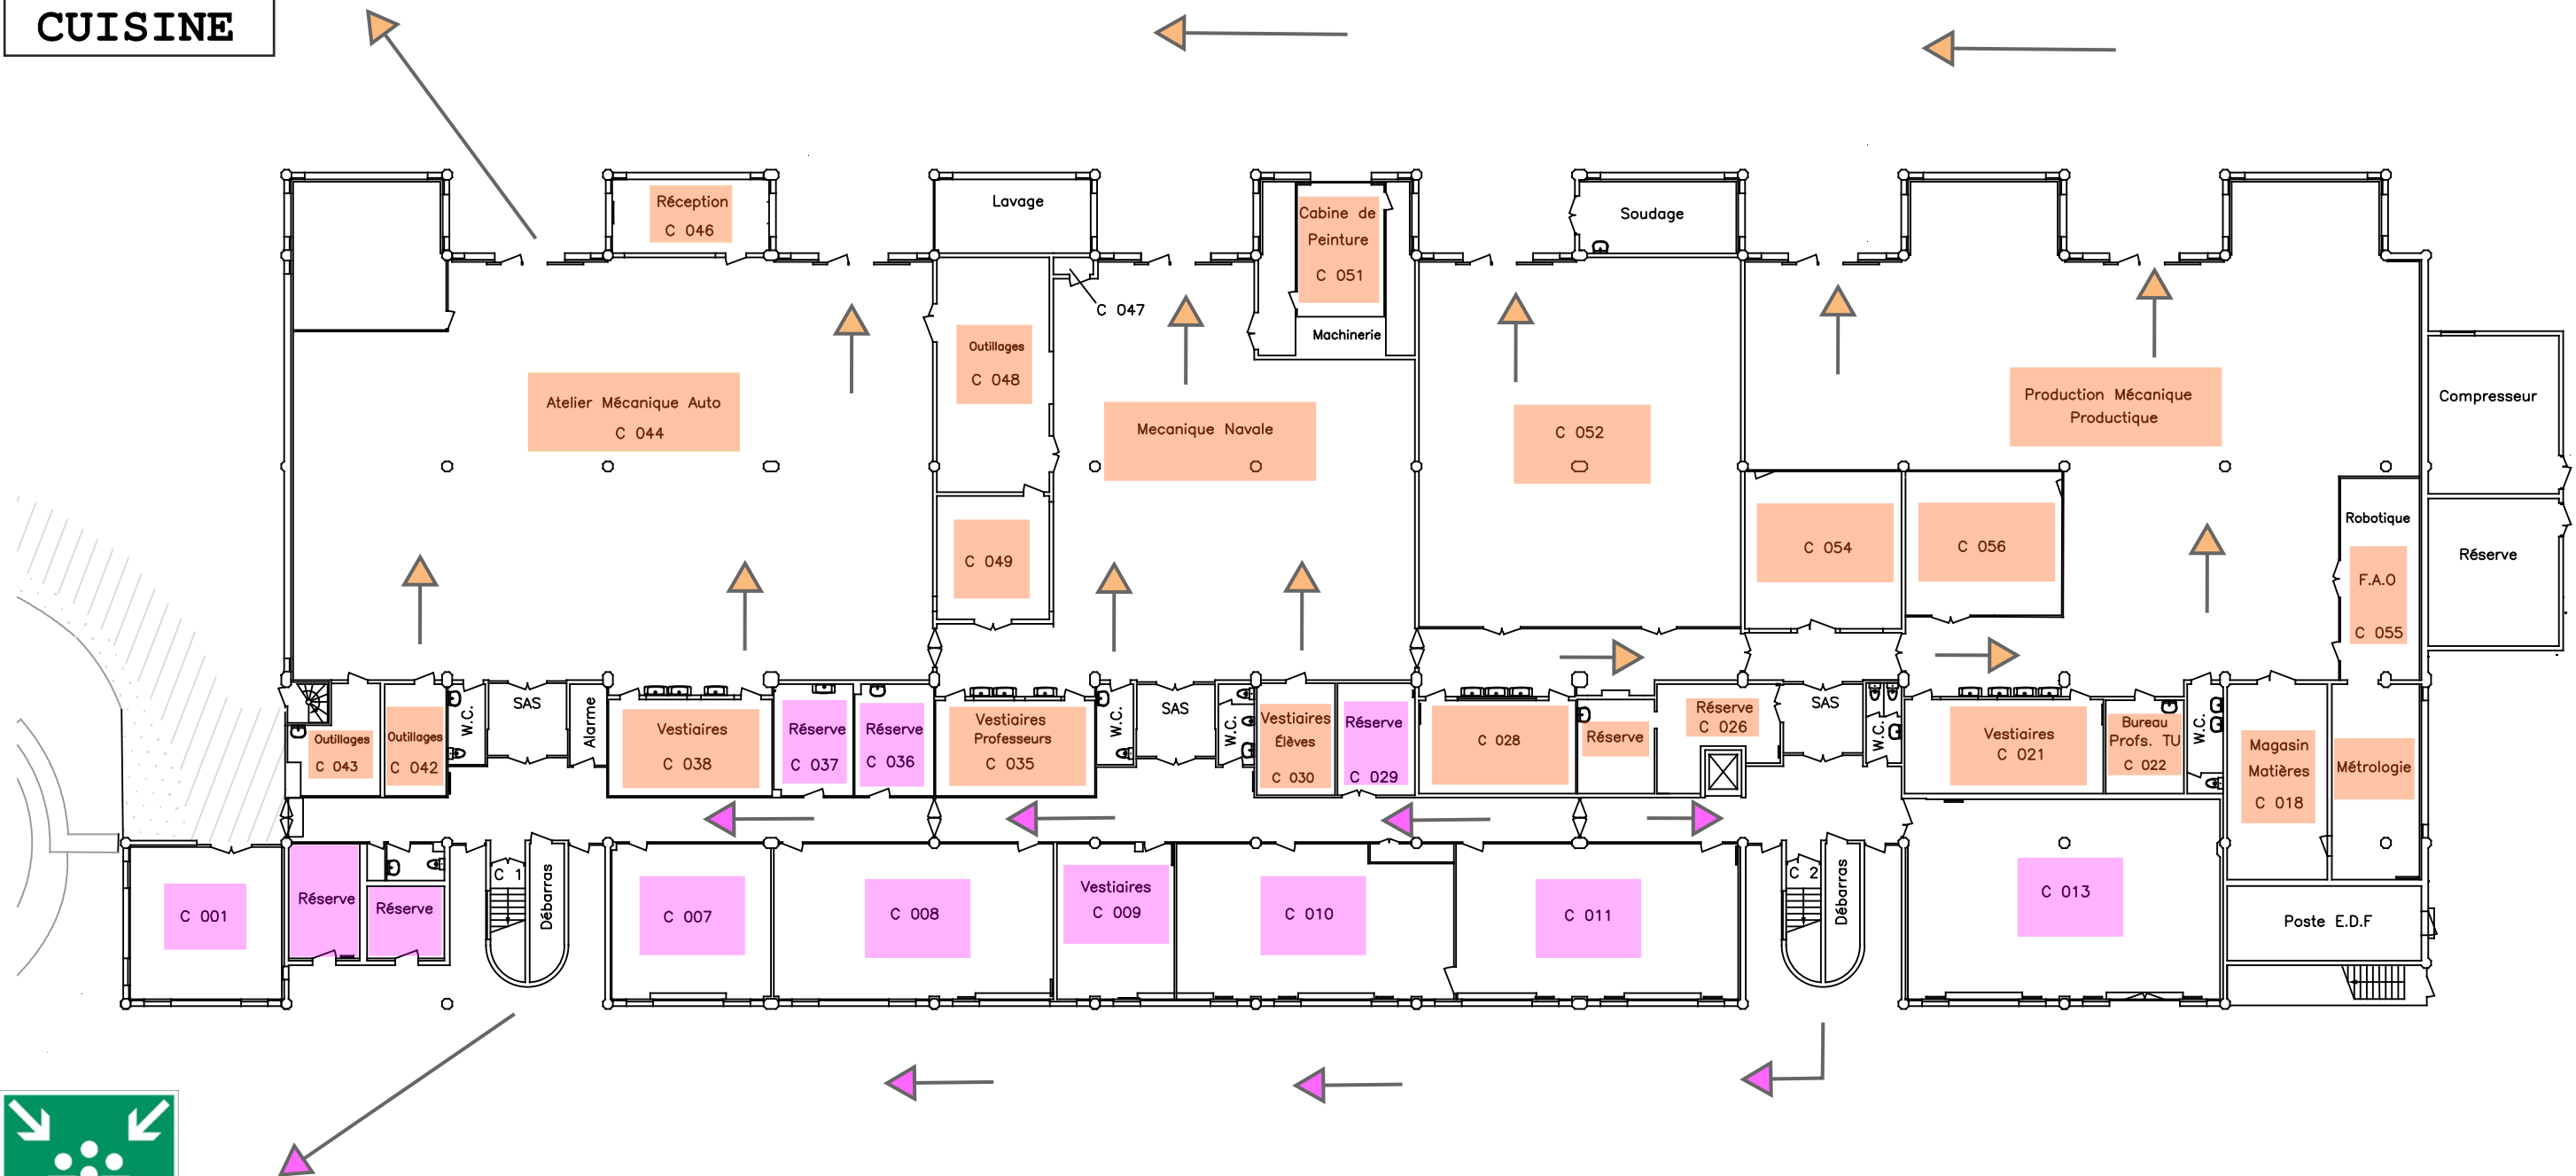 CUISINE
Réception
C 046
Lavage
Cabine de
Peinture
C 051
Machinerie
Soudage
C 047
Outillages
C 048
Atelier Mécanique Auto
C 044
Mecanique Navale
C 052
Production Mécanique
Productique
Compresseur
C 049
C 054
C 056
Robotique
F.A.O
C 055
Réserve
Outillages
C 043
Outillages
C 042
W.C.
SAS
Alarme
Vestiaires
C 038
Réserve
C 037
Réserve
C 036
Vestiaires
Professeurs
C 035
W.C.
SAS
W.C.
Vestiaires
Élèves
C 030
Réserve
C 029
C 028
Réserve
Réserve
C 026
SAS
W.C.
Vestiaires
C 021
Bureau
Profs. TU
C 022
W.C.
Magasin
Matières
C 018
Métrologie
C 001
Réserve
Réserve
C 1
Débarras
C 007
C 008
Vestiaires
C 009
C 010
C 011
C 2
Débarras
C 013
Poste E.D.F